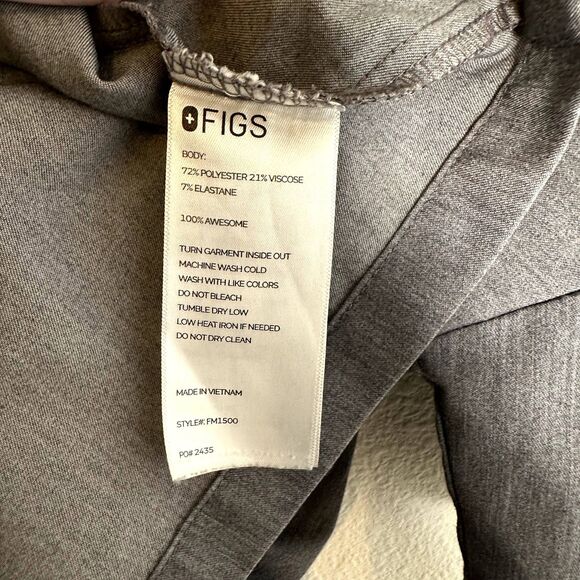 FIGS
BODY:
72% POLYESTER 21% VISCOSE
7% ELASTANE
100% AWESOME
TURN GARMENT INSIDE OUT
MACHINE WASH COLD
WASH WITH LIKE COLORS
DO NOT BLEACH
TUMBLE DRY LOW
LOW HEAT IRON IF NEEDED
DO NOT DRY CLEAN
MADE IN VIETNAM
STYLE#: FM1500
PO# 2435